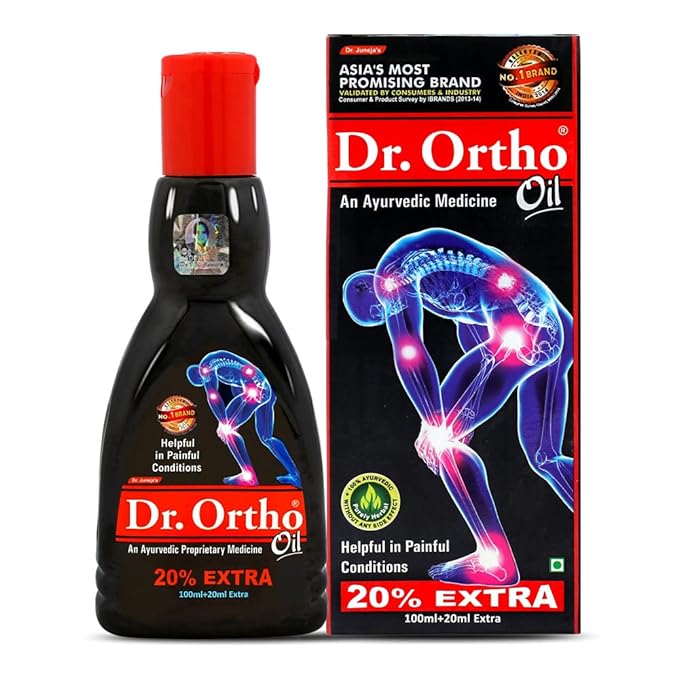 Helpful
in Painful
Conditions
No.1 BRAND
Dr. Juneja's
Dr. Ortho®
Oil
An Ayurvedic Proprietary Medicine
20% EXTRA
100ml+20ml Extra
Dr. Juneja's
ASIA'S MOST
PROMISING BRAND
VALIDATED BY CONSUMERS & INDUSTRY
Consumer & Product Survey by IBRANDS (2013-14)
No.1 BRAND
Dr. Ortho®
Oil
An Ayurvedic Medicine
100% AYURVEDIC
Purely Herbal
WITHOUT ANY SIDE EFFECT
Helpful in Painful
Conditions
20% EXTRA
100ml+20ml Extra